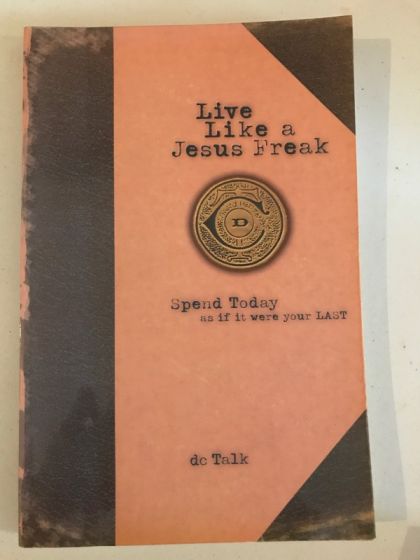 Live
Like a
Jesus Freak
D
Spend Today
as if it were your LAST
dc Talk